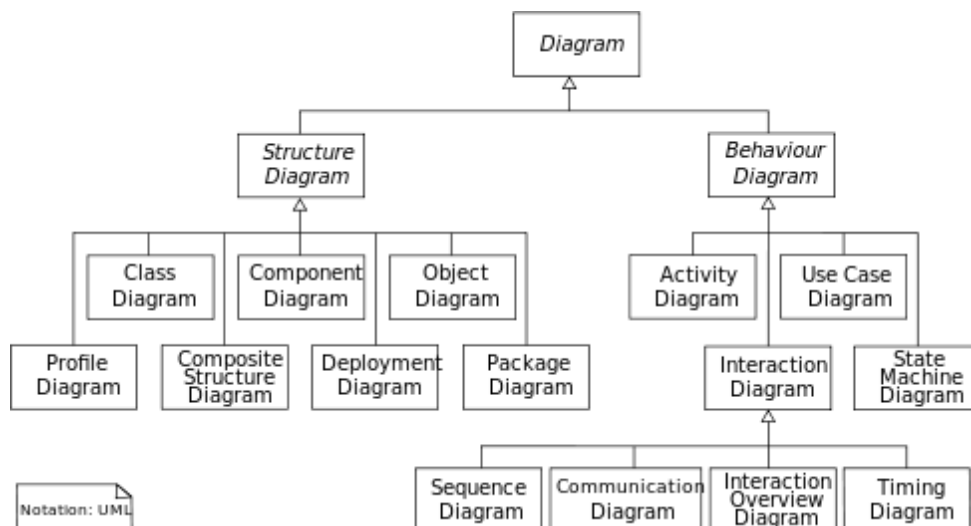 Diagram
Structure
Diagram
Behaviour
Diagram
Class
Diagram
Component
Diagram
Object
Diagram
Activity
Diagram
Use Case
Diagram
Profile
Diagram
Composite
Structure
Diagram
Deployment
Diagram
Package
Diagram
Interaction
Diagram
State
Machine
Diagram
Sequence
Diagram
Communication
Diagram
Interaction
Overview
Diagram
Timing
Diagram
Notation: UML